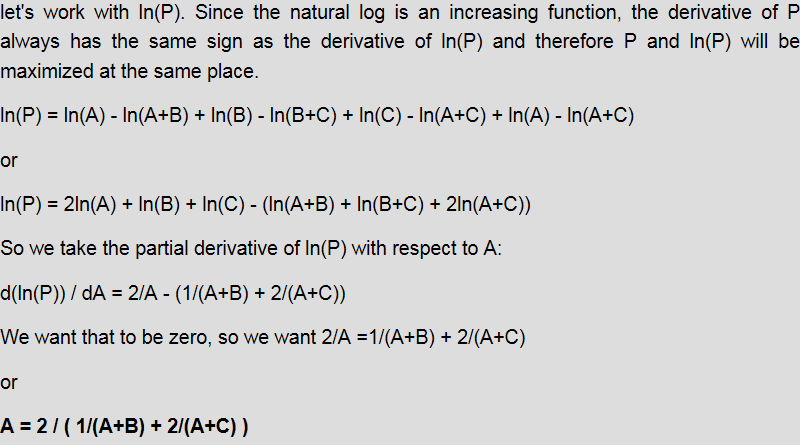 let's work with ln(P). Since the natural log is an increasing function, the derivative of P
always has the same sign as the derivative of ln(P) and therefore P and ln(P) will be
maximized at the same place.
ln(P) = ln(A) - ln(A+B) + ln(B) - ln(B+C) + ln(C) - ln(A+C) + ln(A) - ln(A+C)
or
ln(P) = 2ln(A) + ln(B) + ln(C) - (ln(A+B) + ln(B+C) + 2ln(A+C))
So we take the partial derivative of ln(P) with respect to A:
d(ln(P)) / dA = 2/A - (1/(A+B) + 2/(A+C))
We want that to be zero, so we want 2/A =1/(A+B) + 2/(A+C)
or
A = 2 / ( 1/(A+B) + 2/(A+C) )